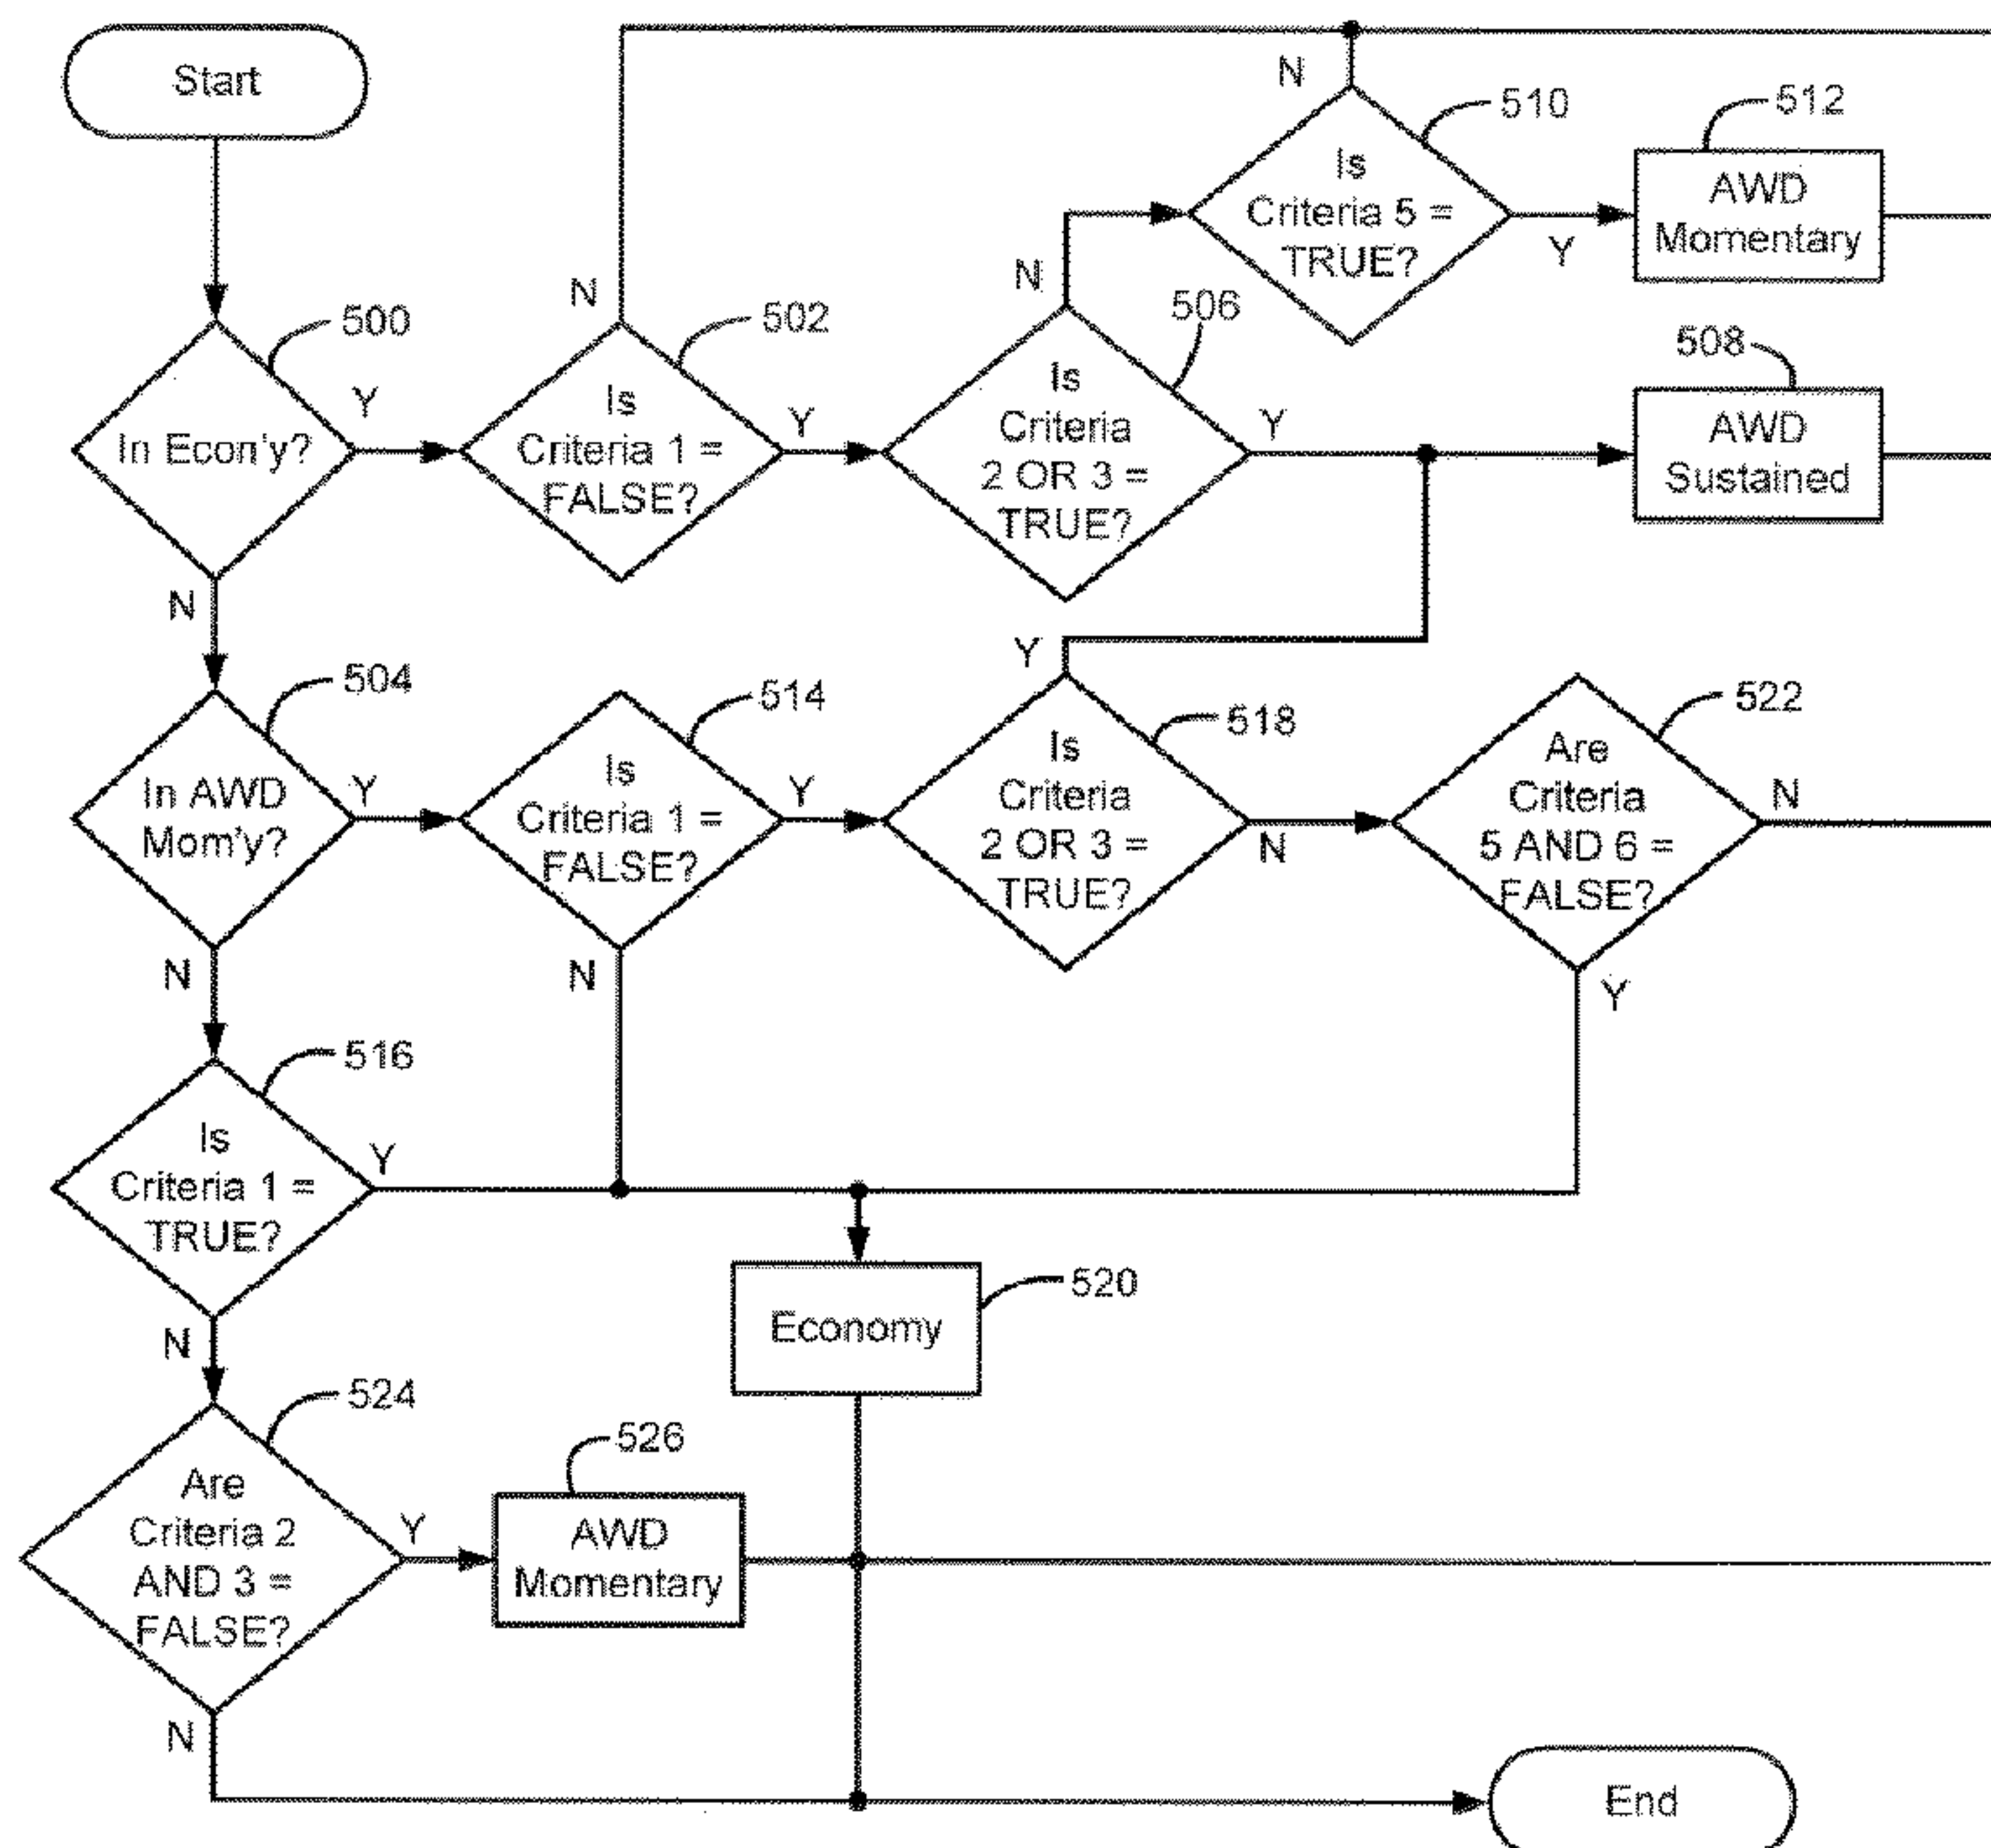 Start
N
510
512
Is
Criteria 5 =
TRUE?
Y
AWD
Momentary
500
N
502
N
506
508
In Econ'y?
Y
Is
Criteria 1 =
FALSE?
Y
Is
Criteria
2 OR 3 =
TRUE?
Y
AWD
Sustained
N
504
514
Y
518
522
In AWD
Mom'y?
Y
Is
Criteria 1 =
FALSE?
Y
Is
Criteria
2 OR 3 =
TRUE?
N
Are
Criteria
5 AND 6 =
FALSE?
N
N
N
Y
516
Is
Criteria 1 =
TRUE?
Y
Economy
520
N
524
Are
Criteria 2
AND 3 =
FALSE?
Y
526
AWD
Momentary
N
End